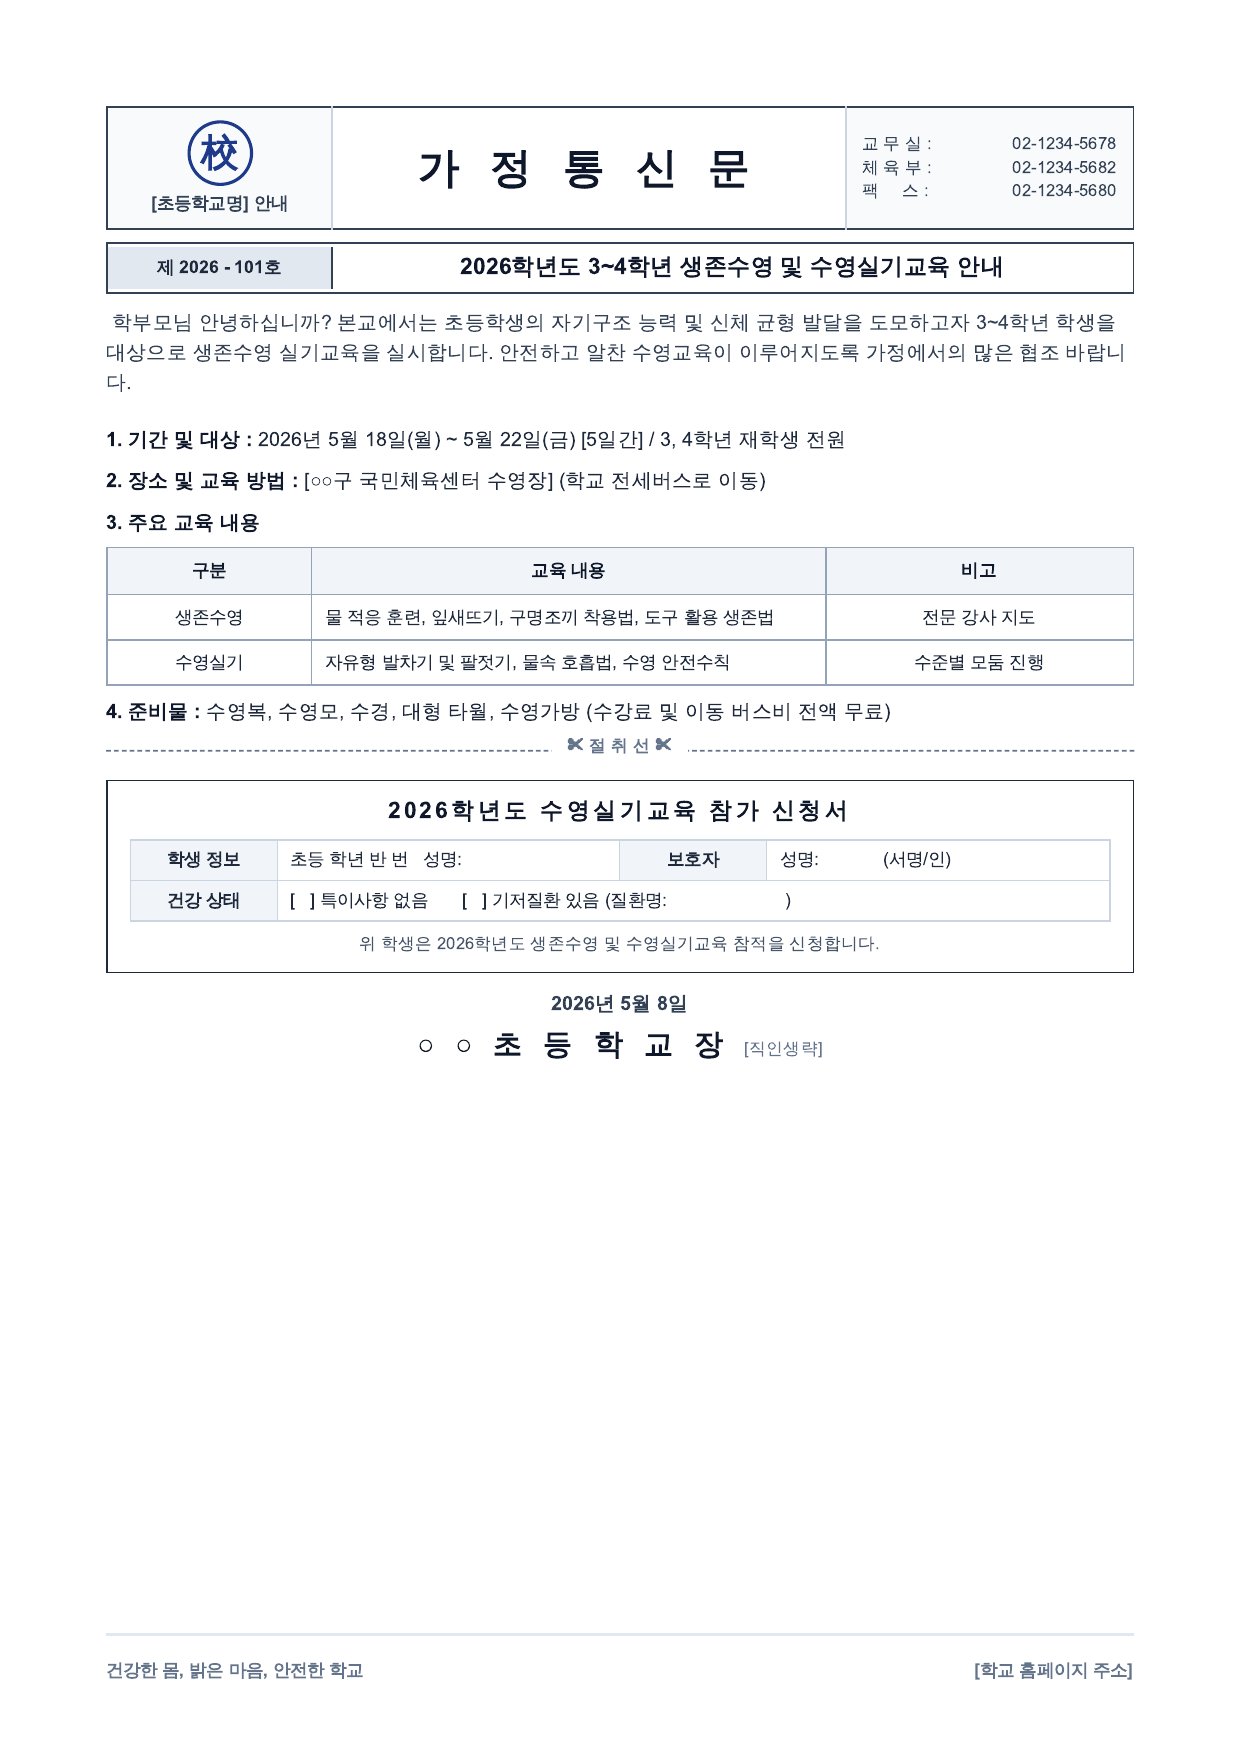 校
[초등학교명] 안내
가 정 통 신 문
교 무 실 : 02-1234-5678
체 육 부 : 02-1234-5682
팩 스 : 02-1234-5680
제 2026 - 101호
2026학년도 3~4학년 생존수영 및 수영실기교육 안내
학부모님 안녕하십니까? 본교에서는 초등학생의 자기구조 능력 및 신체 균형 발달을 도모하고자 3~4학년 학생을
대상으로 생존수영 실기교육을 실시합니다. 안전하고 알찬 수영교육이 이루어지도록 가정에서의 많은 협조 바랍니
다.
1. 기간 및 대상 : 2026년 5월 18일(월) ~ 5월 22일(금) [5일간] / 3, 4학년 재학생 전원
2. 장소 및 교육 방법 : [○○구 국민체육센터 수영장] (학교 전세버스로 이동)
3. 주요 교육 내용
구분 교육 내용 비고
생존수영 물 적응 훈련, 잎새뜨기, 구명조끼 착용법, 도구 활용 생존법 전문 강사 지도
수영실기 자유형 발차기 및 팔젓기, 물속 호흡법, 수영 안전수칙 수준별 모둠 진행
4. 준비물 : 수영복, 수영모, 수경, 대형 타월, 수영가방 (수강료 및 이동 버스비 전액 무료)
✄ 절 취 선 ✄
2026학년도 수영실기교육 참가 신청서
학생 정보 초등 학년 반 번 성명: 보호자 성명: (서명/인)
건강 상태 [ ] 특이사항 없음 [ ] 기저질환 있음 (질환명: )
위 학생은 2026학년도 생존수영 및 수영실기교육 참적을 신청합니다.
2026년 5월 8일
○ ○ 초 등 학 교 장 [직인생략]
건강한 몸, 밝은 마음, 안전한 학교
[학교 홈페이지 주소]